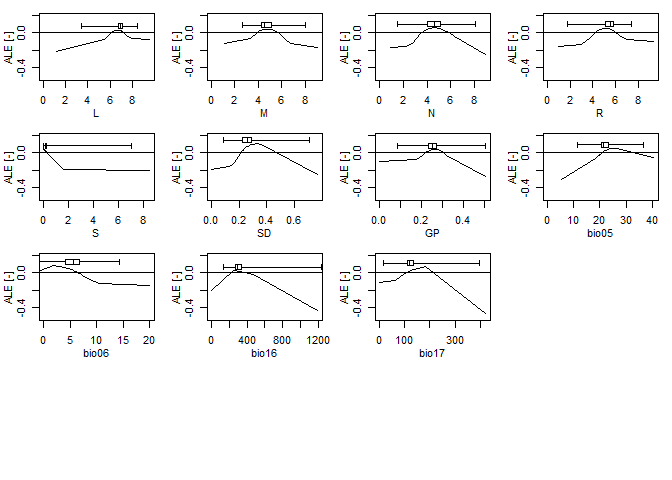 ALE [-]
0.0
-0.4
0 2 4 6 8
L
ALE [-]
0.0
-0.4
0 2 4 6 8
M
ALE [-]
0.0
-0.4
0 2 4 6 8
N
ALE [-]
0.0
-0.4
0 2 4 6 8
R
ALE [-]
0.0
-0.4
0 2 4 6 8
S
ALE [-]
0.0
-0.4
0.0 0.2 0.4 0.6
SD
ALE [-]
0.0
-0.4
0.0 0.2 0.4
GP
ALE [-]
0.0
-0.4
0 10 20 30 40
bio05
ALE [-]
0.0
-0.4
0 5 10 15 20
bio06
ALE [-]
0.0
-0.4
0 400 800 1200
bio16
ALE [-]
0.0
-0.4
0 100 300
bio17